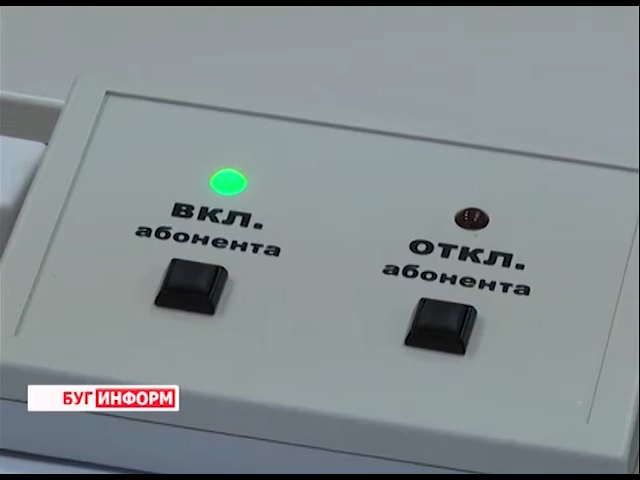 вкл.
абонента
откл.
абонента
БУГ ИНФОРМ